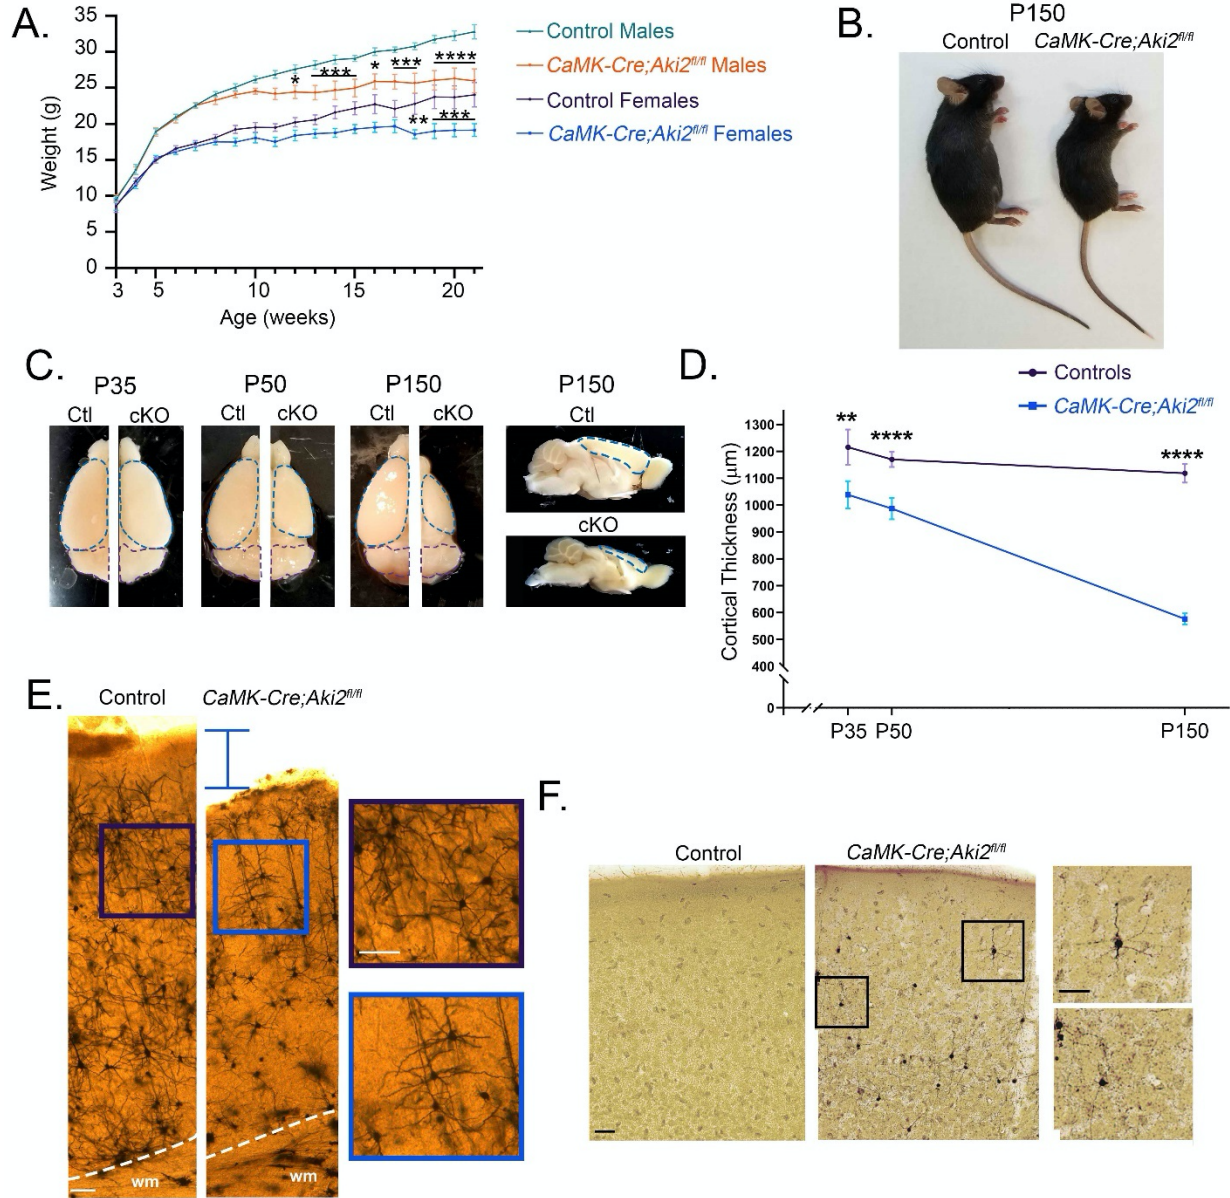 A.
35
30
25
20
15
10
5
0
Weight (g)
3 5 10 15 20
Age (weeks)
* *** * *** ****
** ***
Control Males
CaMK-Cre;Aki2fl/fl Males
Control Females
CaMK-Cre;Aki2fl/fl Females
B.
P150
Control CaMK-Cre;Aki2fl/fl
C.
P35 P50 P150 P150
Ctl cKO Ctl cKO Ctl cKO Ctl
cKO
D.
Controls
CaMK-Cre;Aki2fl/fl
** **** ****
1300
1200
1100
1000
900
800
700
600
500
400
0
Cortical Thickness (μm)
P35 P50 P150
E.
Control CaMK-Cre;Aki2fl/fl
wm wm
F.
Control CaMK-Cre;Aki2fl/fl